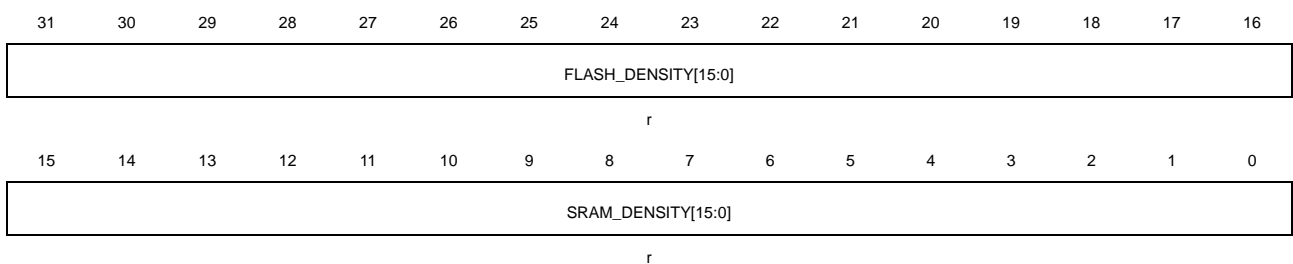 31 30 29 28 27 26 25 24 23 22 21 20 19 18 17 16
FLASH_DENSITY[15:0]
r
15 14 13 12 11 10 9 8 7 6 5 4 3 2 1 0
SRAM_DENSITY[15:0]
r